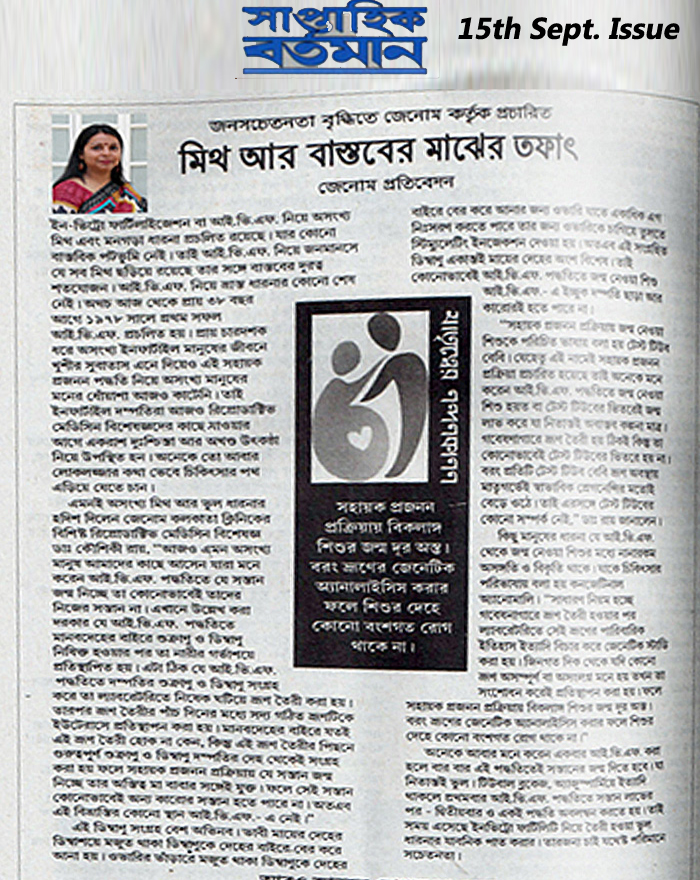 সাপ্তাহিক
বর্তমান
15th Sept. Issue
জনসচেতনতা বৃদ্ধিতে জেনোম কর্তৃক প্রচারিত
মিথ আর বাস্তবের মাঝের তফাৎ
জেনোম প্রতিবেদন
ইন-ভিট্রো ফার্টিলাইজেশন বা আই.ভি.এফ. নিয়ে অসংখ্য
মিথ এবং মনগড়া ধারনা প্রচলিত রয়েছে। যার কোনো
বাস্তবিক পটভূমি নেই। তাই আই.ভি.এফ. নিয়ে জনমানসে
যে সব মিথ ছড়িয়ে রয়েছে তার সঙ্গে বাস্তবের দূরত্ব
শতযোজন। আই.ভি.এফ. নিয়ে ভ্রান্ত ধারনার কোনো শেষ
নেই। অথচ আজ থেকে প্রায় ৩৮ বছর
আগে ১৯৭৮ সালে প্রথম সফল
আই.ভি.এফ. প্রচলিত হয়। প্রায় চারদশক
ধরে অসংখ্য ইনফার্টাইল মানুষের জীবনে
খুশীর সুবাতাস এনে দিয়েও এই সহায়ক
প্রজনন পদ্ধতি নিয়ে অসংখ্য মানুষের
মনের ধোঁয়াশা আজও কাটেনি। তাই
ইনফার্টাইল দম্পতিরা আজও রিপ্রোডাক্টিভ
মেডিসিন বিশেষজ্ঞদের কাছে যাওয়ার
আগে একরাশ দুঃশ্চিন্তা আর অখণ্ড উৎকণ্ঠা
নিয়ে উপস্থিত হন। অনেকে তো আবার
লোকলজ্জার কথা ভেবে চিকিৎসার পথ
এড়িয়ে যেতে চান।
এমনই অসংখ্য মিথ আর ভুল ধারনার
হদিশ দিলেন জেনোম কলকাতা ক্লিনিকের
বিশিষ্ট রিপ্রোডাক্টিভ মেডিসিন বিশেষজ্ঞ
ডাঃ কৌশিকী রায়, “আজও এমন অসংখ্য
মানুষ আমাদের কাছে আসেন যারা মনে
করেন আই.ভি.এফ. পদ্ধতিতে যে সন্তান
জন্ম নিচ্ছে তা কোনোভাবেই তাদের
নিজের সন্তান না। এখানে উল্লেখ করা
দরকার যে আই.ভি.এফ. পদ্ধতিতে
মানবদেহের বাইরে শুক্রাণু ও ডিম্বাণু
নিষিক্ত হওয়ার পর তা নারীর গর্ভাশয়ে
প্রতিস্থাপিত হয়। এটা ঠিক যে আই.ভি.এফ.
পদ্ধতিতে দম্পতির শুক্রাণু ও ডিম্বাণু সংগ্রহ
করে তা ল্যাবরেটরিতে নিষেক ঘটিয়ে ভ্রূণ তৈরী করা হয়।
তারপর ভ্রূণ তৈরীর পাঁচ দিনের মধ্যে সদ্য গঠিত ভ্রূণটিকে
ইউটেরাসে প্রতিস্থাপন করা হয়। মানবদেহের বাইরে যতই
এই ভ্রূণ তৈরী হোক না কেন, কিন্তু এই ভ্রূণ তৈরীর পিছনে
গুরুত্বপূর্ণ শুক্রাণু ও ডিম্বাণু দম্পতির দেহ থেকেই সংগ্রহ
করা হয় ফলে সহায়ক প্রজনন প্রক্রিয়ায় যে সন্তান জন্ম
নিচ্ছে তার অস্তিত্ব মা বাবার সঙ্গেই যুক্ত। ফলে সেই সন্তান
কোনোভাবেই অন্য কারোর সন্তান হতে পারে না। অতএব
এই বিভ্রান্তির কোনো স্থান আই.ভি.এফ.- এ নেই।”
এই ডিম্বাণু সংগ্রহ বেশ অভিনব। ভাবী মায়ের দেহের
ডিম্বাশয়ে মজুত থাকা ডিম্বাণুকে দেহের বাইরে বের করে
আনা হয়। ওভারির ভাঁড়ারে মজুত থাকা ডিম্বাণুকে দেহের
মাতৃত্বের নন্দনকানন
সহায়ক প্রজনন
প্রক্রিয়ায় বিকলাঙ্গ
শিশুর জন্ম দূর অস্ত।
বরং ভ্রূণের জেনেটিক
অ্যানালাইসিস করার
ফলে শিশুর দেহে
কোনো বংশগত রোগ
থাকে না।
বাইরে বের করে আনার জন্য ওভারি যাতে একাধিক এগ
নিঃসরণ করতে পারে তার জন্য ওভারিকে চাগিয়ে তুলতে
স্টিমুলেটিং ইনজেকশন দেওয়া হয়। অতএব এই সংগ্রহিত
ডিম্বাণু একান্তই মায়ের দেহের অংশ বিশেষ। তাই
কোনোভাবেই আই.ভি.এফ. পদ্ধতিতে জন্ম নেওয়া শিশু
আই.ভি.এফ.- এ ইচ্ছুক দম্পতি ছাড়া আর
কারোরই হতে পারে না।
“সহায়ক প্রজনন প্রক্রিয়ায় জন্ম নেওয়া
শিশুকে পরিচিত ভাষায় বলা হয় টেস্ট টিউব
বেবি। যেহেতু এই নামেই সহায়ক প্রজনন
প্রক্রিয়া প্রচারিত হয়েছে তাই অনেকে মনে
করেন আই.ভি.এফ. পদ্ধতিতে জন্ম নেওয়া
শিশু হয়ত বা টেস্ট টিউবের ভিতরেই জন্ম
লাভ করে যা নিতান্তই অবাস্তব কল্পনা মাত্র।
গবেষণাগারে ভ্রূণ তৈরী হয় ঠিকই কিন্তু তা
কোনোভাবেই টেস্ট টিউবের ভিতরে হয় না।
বরং প্রতিটি টেস্ট টিউব বেবি ভ্রূণ অবস্থায়
মাতৃগর্ভেই স্বাভাবিক প্রেগনেন্সির মতোই
বেড়ে ওঠে। তাই এরসঙ্গে টেস্ট টিউবের
কোনো সম্পর্ক নেই,” ডাঃ রায় জানালেন।
কিছু মানুষের ধারনা যে আই.ভি.এফ.
থেকে জন্ম নেওয়া শিশুর মধ্যে নানারকম
অসঙ্গতি ও বিকৃতি থাকে। যাকে চিকিৎসার
পরিভাষায় বলা হয় কনজেনিটাল
অ্যানোমালি। “সাধারণ নিয়ম হচ্ছে
গবেষণাগারে ভ্রূণ তৈরী হওয়ার পর
ল্যাবরেটরিতে সেই ভ্রূণের পারিবারিক
ইতিহাস ইত্যাদি বিচার করে জেনেটিক স্টাডি
করা হয়। জিনগত দিক থেকে যদি কোনো
ভ্রূণ অসম্পূর্ণ বা অসংলগ্ন মনে হয় তখন তা
সংশোধন করেই প্রতিস্থাপন করা হয়। ফলে
সহায়ক প্রজনন প্রক্রিয়ায় বিকলাঙ্গ শিশুর জন্ম দূর অস্ত।
বরং ভ্রূণের জেনেটিক অ্যানালাইসিস করার ফলে শিশুর
দেহে কোনো বংশগত রোগ থাকে না।”
অনেকে আবার মনে করেন একবার আই.ভি.এফ. করা
হলে বার বার এই পদ্ধতিতেই সন্তানের জন্ম দিতে হবে। যা
নিতান্তই ভুল। টিউবাল ব্লকেজ, অ্যাজুস্পার্মিয়ে ইত্যাদি
থাকলে প্রথমবার আই.ভি.এফ. পদ্ধতিতে সন্তান লাভের
পর - দ্বিতীয়বার ও একই পদ্ধতি অবলম্বন করতে হয়। তাই
সময় এসেছে ইনভিট্রো ফার্টিলিটি নিয়ে তৈরী হওয়া ভুল
ধারনার যাবনিক পাত করার। তারজন্য চাই যথেষ্ট পরিমানে
সচেতনতা।